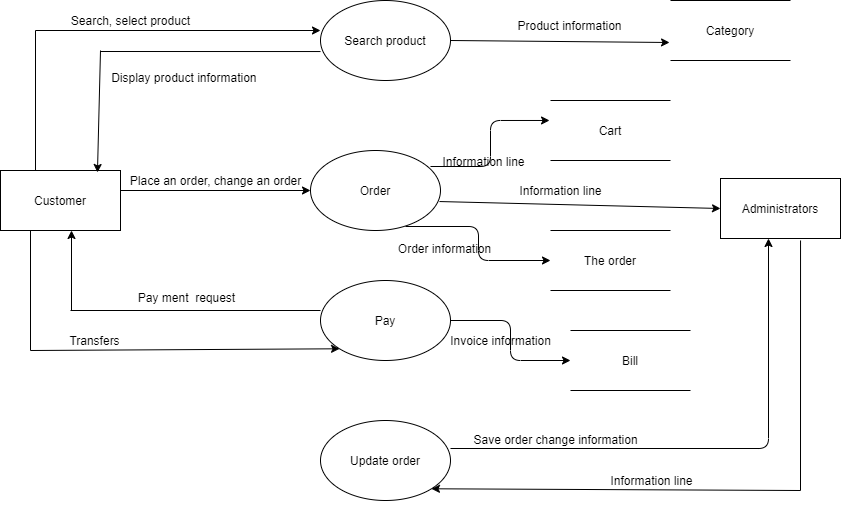 Search, select product
Search product
Product information
Category
Display product information
Cart
Information line
Customer
Place an order, change an order
Order
Information line
Administrators
Order information
The order
Pay ment  request
Pay
Transfers
Invoice information
Bill
Save order change information
Update order
Information line